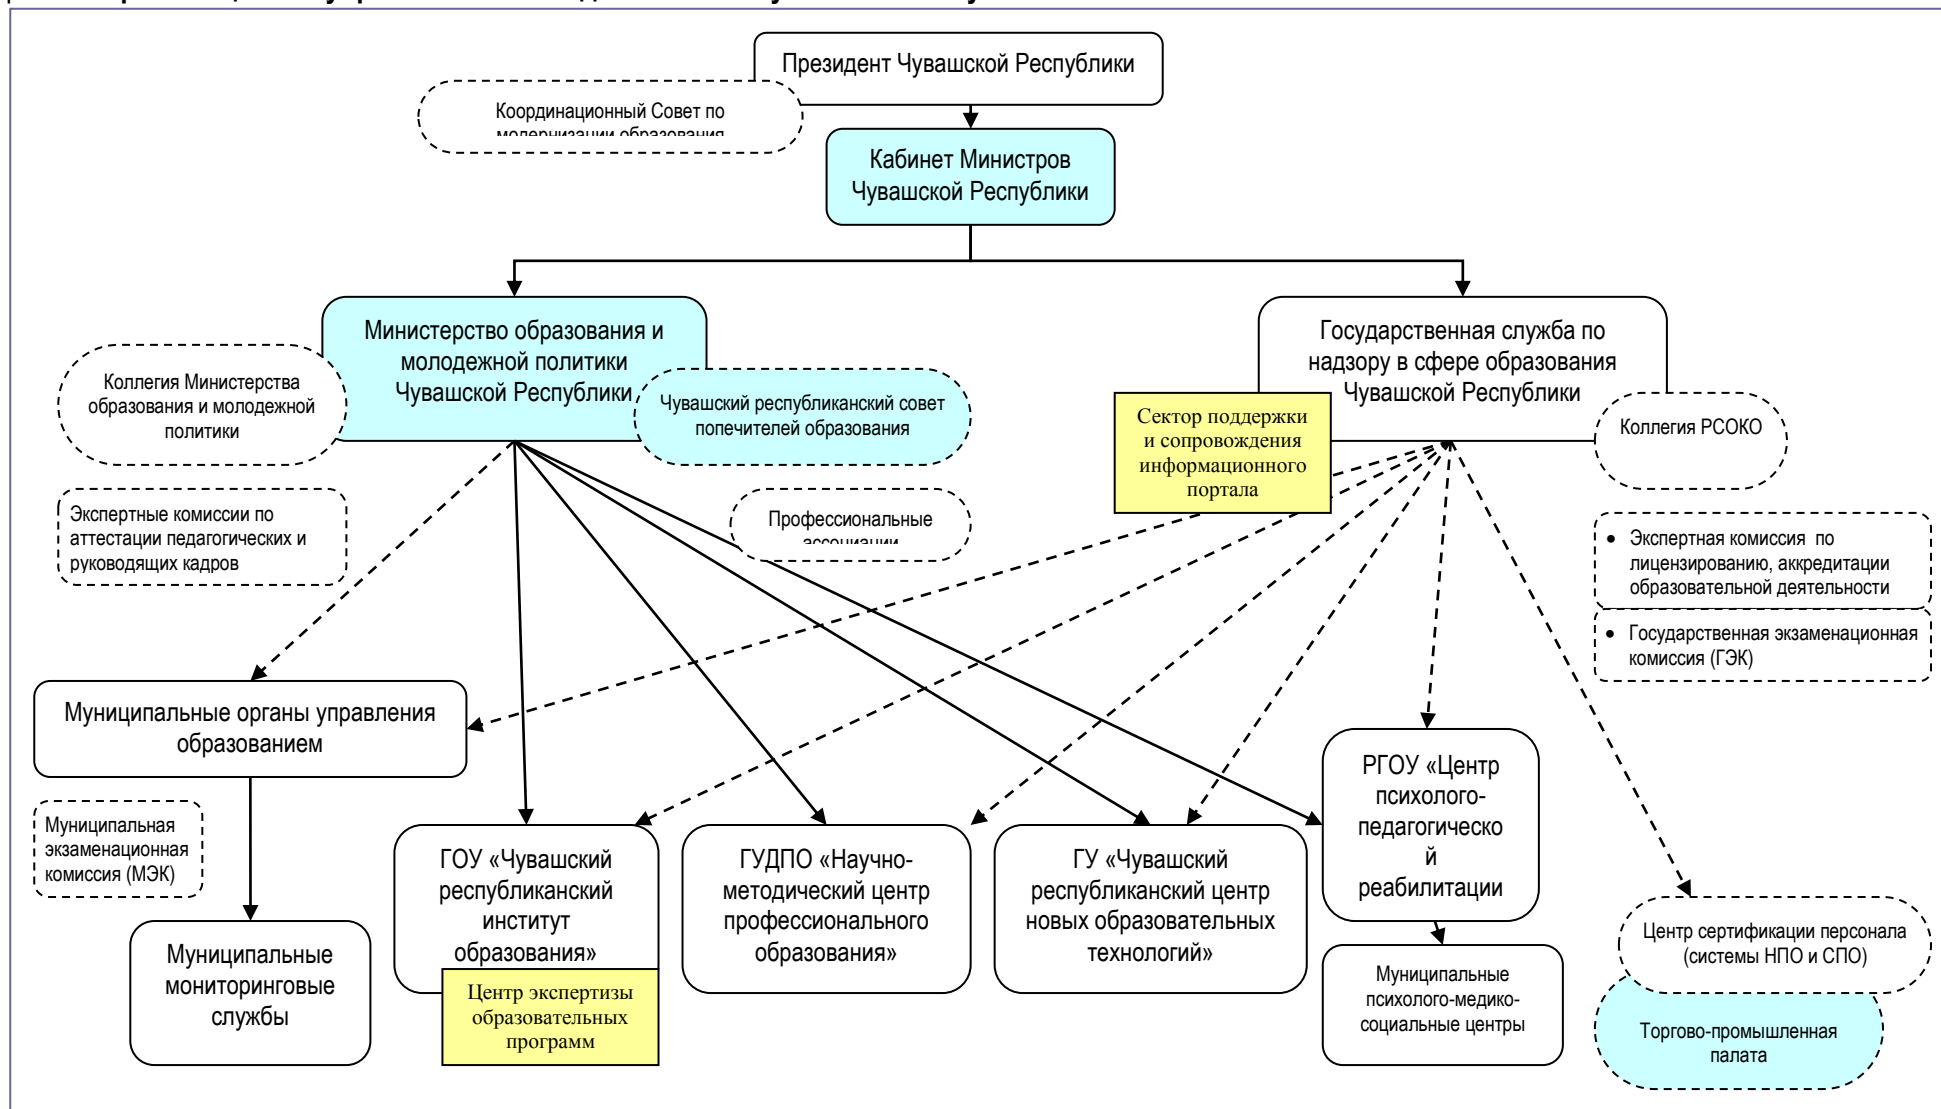 Президент Чувашской Республики
Координационный Совет по
модернизации образования
Кабинет Министров
Чувашской Республики
Министерство образования и
молодежной политики
Чувашской Республики
Государственная служба по
надзору в сфере образования
Чувашской Республики
Коллегия Министерства
образования и молодежной
политики
Чувашский республиканский совет
попечителей образования
Сектор поддержки
и сопровождения
информационного
портала
Коллегия РСОКО
Экспертные комиссии по
аттестации педагогических и
руководящих кадров
Профессиональные
ассоциации
• Экспертная комиссия по
лицензированию, аккредитации
образовательной деятельности
• Государственная экзаменационная
комиссия (ГЭК)
Муниципальные органы управления
образованием
Муниципальная
экзаменационная
комиссия (МЭК)
Муниципальные
мониторинговые
службы
ГОУ «Чувашский
республиканский
институт
образования»
Центр экспертизы
образовательных
программ
ГУДПО «Научно-
методический центр
профессионального
образования»
ГУ «Чувашский
республиканский центр
новых образовательных
технологий»
РГОУ «Центр
психолого-
педагогическо
й
реабилитации
Муниципальные
психолого-медико-
социальные центры
Центр сертификации персонала
(системы НПО и СПО)
Торгово-промышленная
палата